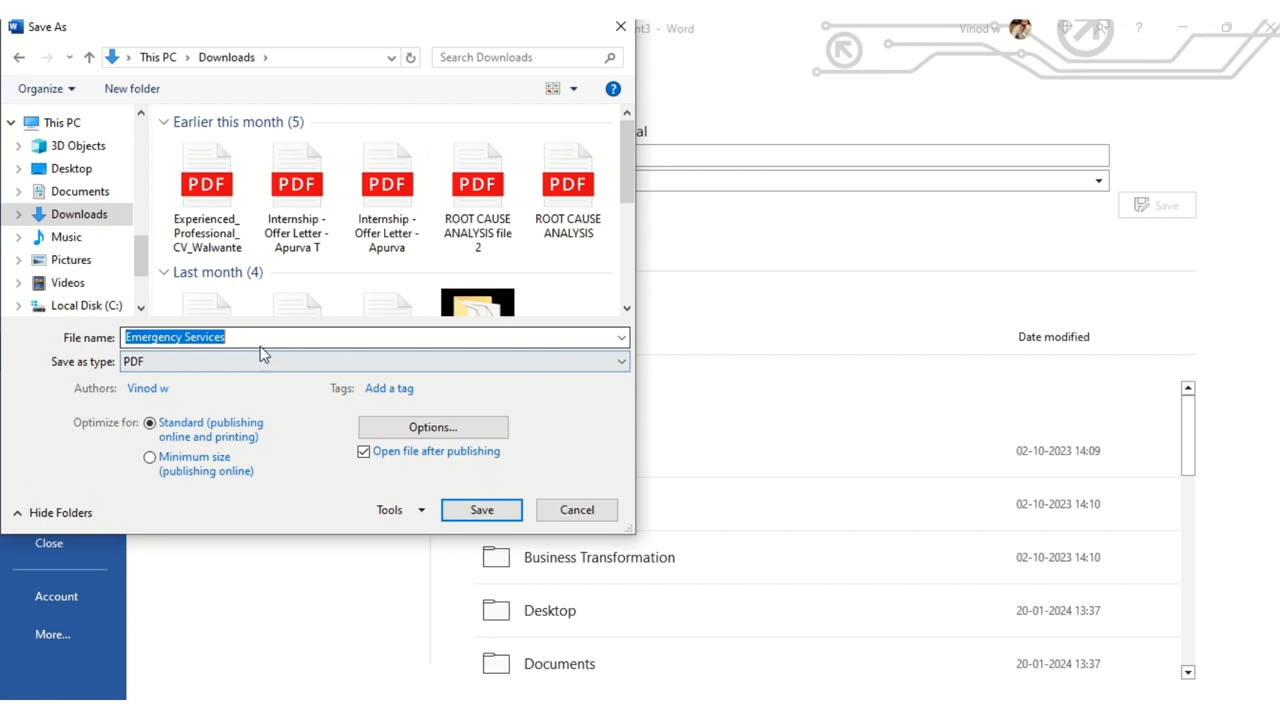 Save As
nt3 - Word
Vinod w
?
This PC
Downloads
Search Downloads
Organize
New folder
?
This PC
3D Objects
Desktop
Documents
Downloads
Music
Pictures
Videos
Local Disk (C:)
Earlier this month (5)
PDF
PDF
PDF
PDF
PDF
Experienced_
Professional_
CV_Walwante
Internship -
Offer Letter -
Apurva T
Internship -
Offer Letter -
Apurva
ROOT CAUSE
ANALYSIS file
2
ROOT CAUSE
ANALYSIS
Last month (4)
al
Save
File name:
Emergency Services
Save as type:
PDF
Authors:
Vinod w
Tags:
Add a tag
Optimize for:
Standard (publishing
online and printing)
Minimum size
(publishing online)
Options...
Open file after publishing
Hide Folders
Tools
Save
Cancel
Date modified
02-10-2023 14:09
02-10-2023 14:10
Business Transformation
02-10-2023 14:10
Desktop
20-01-2024 13:37
Documents
20-01-2024 13:37
Close
Account
More...